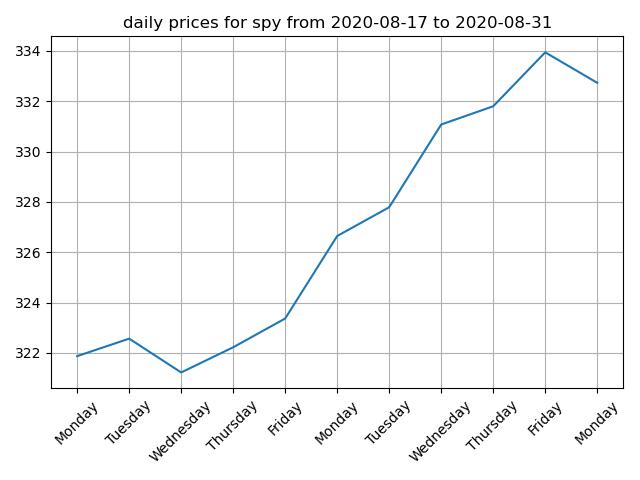 daily prices for spy from 2020-08-17 to 2020-08-31
334
332
330
328
326
324
322
Monday
Tuesday
Wednesday
Thursday
Friday
Monday
Tuesday
Wednesday
Thursday
Friday
Monday